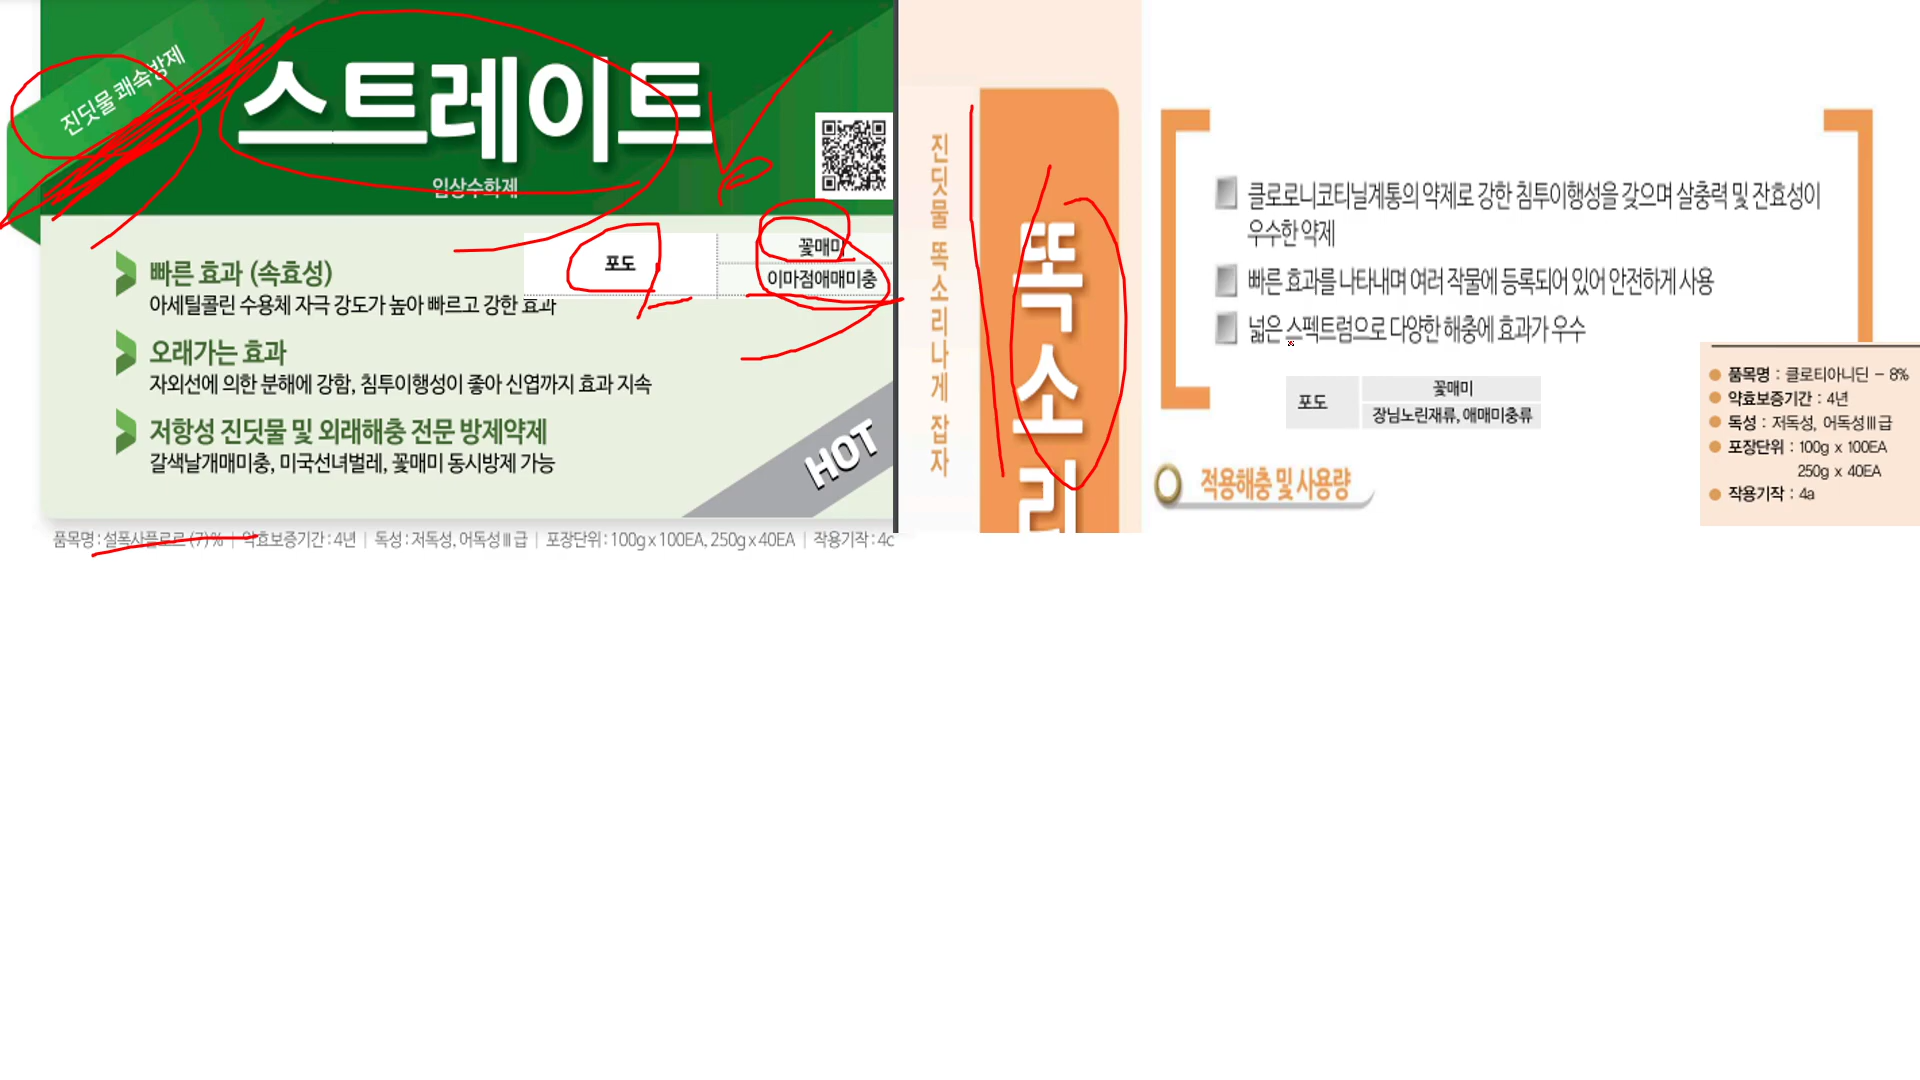 진딧물 쾌속방제
스트레이트
입상수화제
포도
꽃매미
이마점애매미충
빠른 효과 (속효성)
아세틸콜린 수용체 자극 강도가 높아 빠르고 강한 효과
오래가는 효과
자외선에 의한 분해에 강함, 침투이행성이 좋아 신엽까지 효과 지속
저항성 진딧물 및 외래해충 전문 방제약제
갈색날개매미충, 미국선녀벌레, 꽃매미 동시방제 가능
HOT
품목명 : 설폭사플로르 (7)% | 약효보증기간 : 4년 | 독성 : 저독성, 어독성Ⅲ급 | 포장단위 : 100g x 100EA, 250g x 40EA | 작용기작 : 4c
진딧물 똑소리나게 잡자
똑소리
클로로니코티닐계통의 약제로 강한 침투이행성을 갖으며 살충력 및 잔효성이
우수한 약제
빠른 효과를 나타내며 여러 작물에 등록되어 있어 안전하게 사용
넓은 스펙트럼으로 다양한 해충에 효과가 우수
포도
꽃매미
장님노린재류, 애매미충류
적용해충 및 사용량
품목명 : 클로티아니딘 - 8%
약효보증기간 : 4년
독성 : 저독성, 어독성Ⅲ급
포장단위 : 100g x 100EA
250g x 40EA
작용기작 : 4a